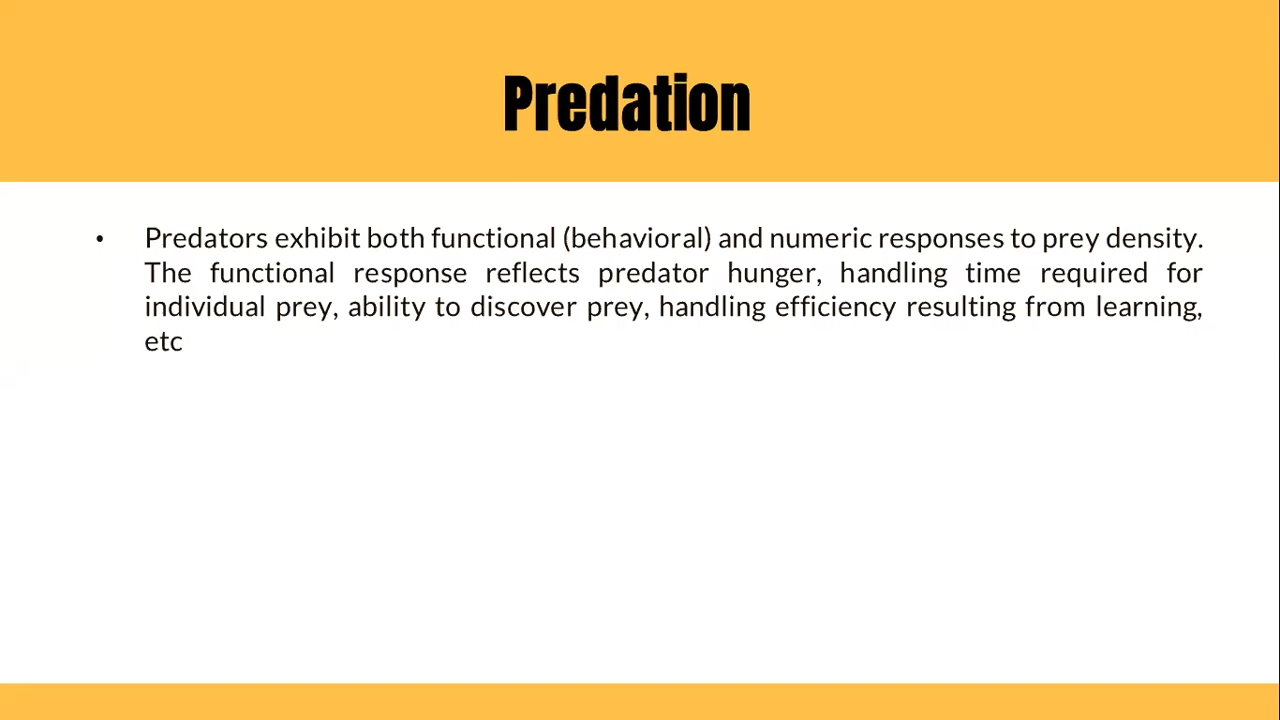 Predation
• Predators exhibit both functional (behavioral) and numeric responses to prey density.
The functional response reflects predator hunger, handling time required for
individual prey, ability to discover prey, handling efficiency resulting from learning,
etc